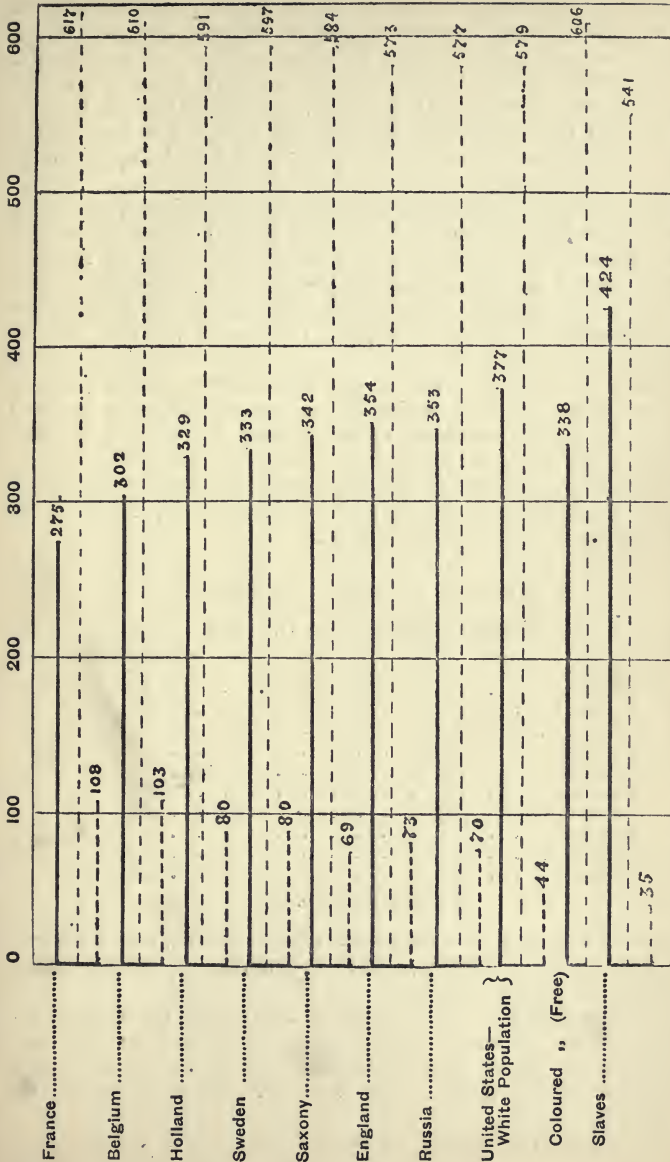 0 100 200 300 400 500 600
France
275
617
108
Belgium
302
610
103
Holland
329
591
80
Sweden
333
597
80
Saxony
342
584
69
England
354
573
73
Russia
353
577
70
United States—
White Population }
377
579
44
Coloured „ (Free)
338
606
Slaves
424
541
35